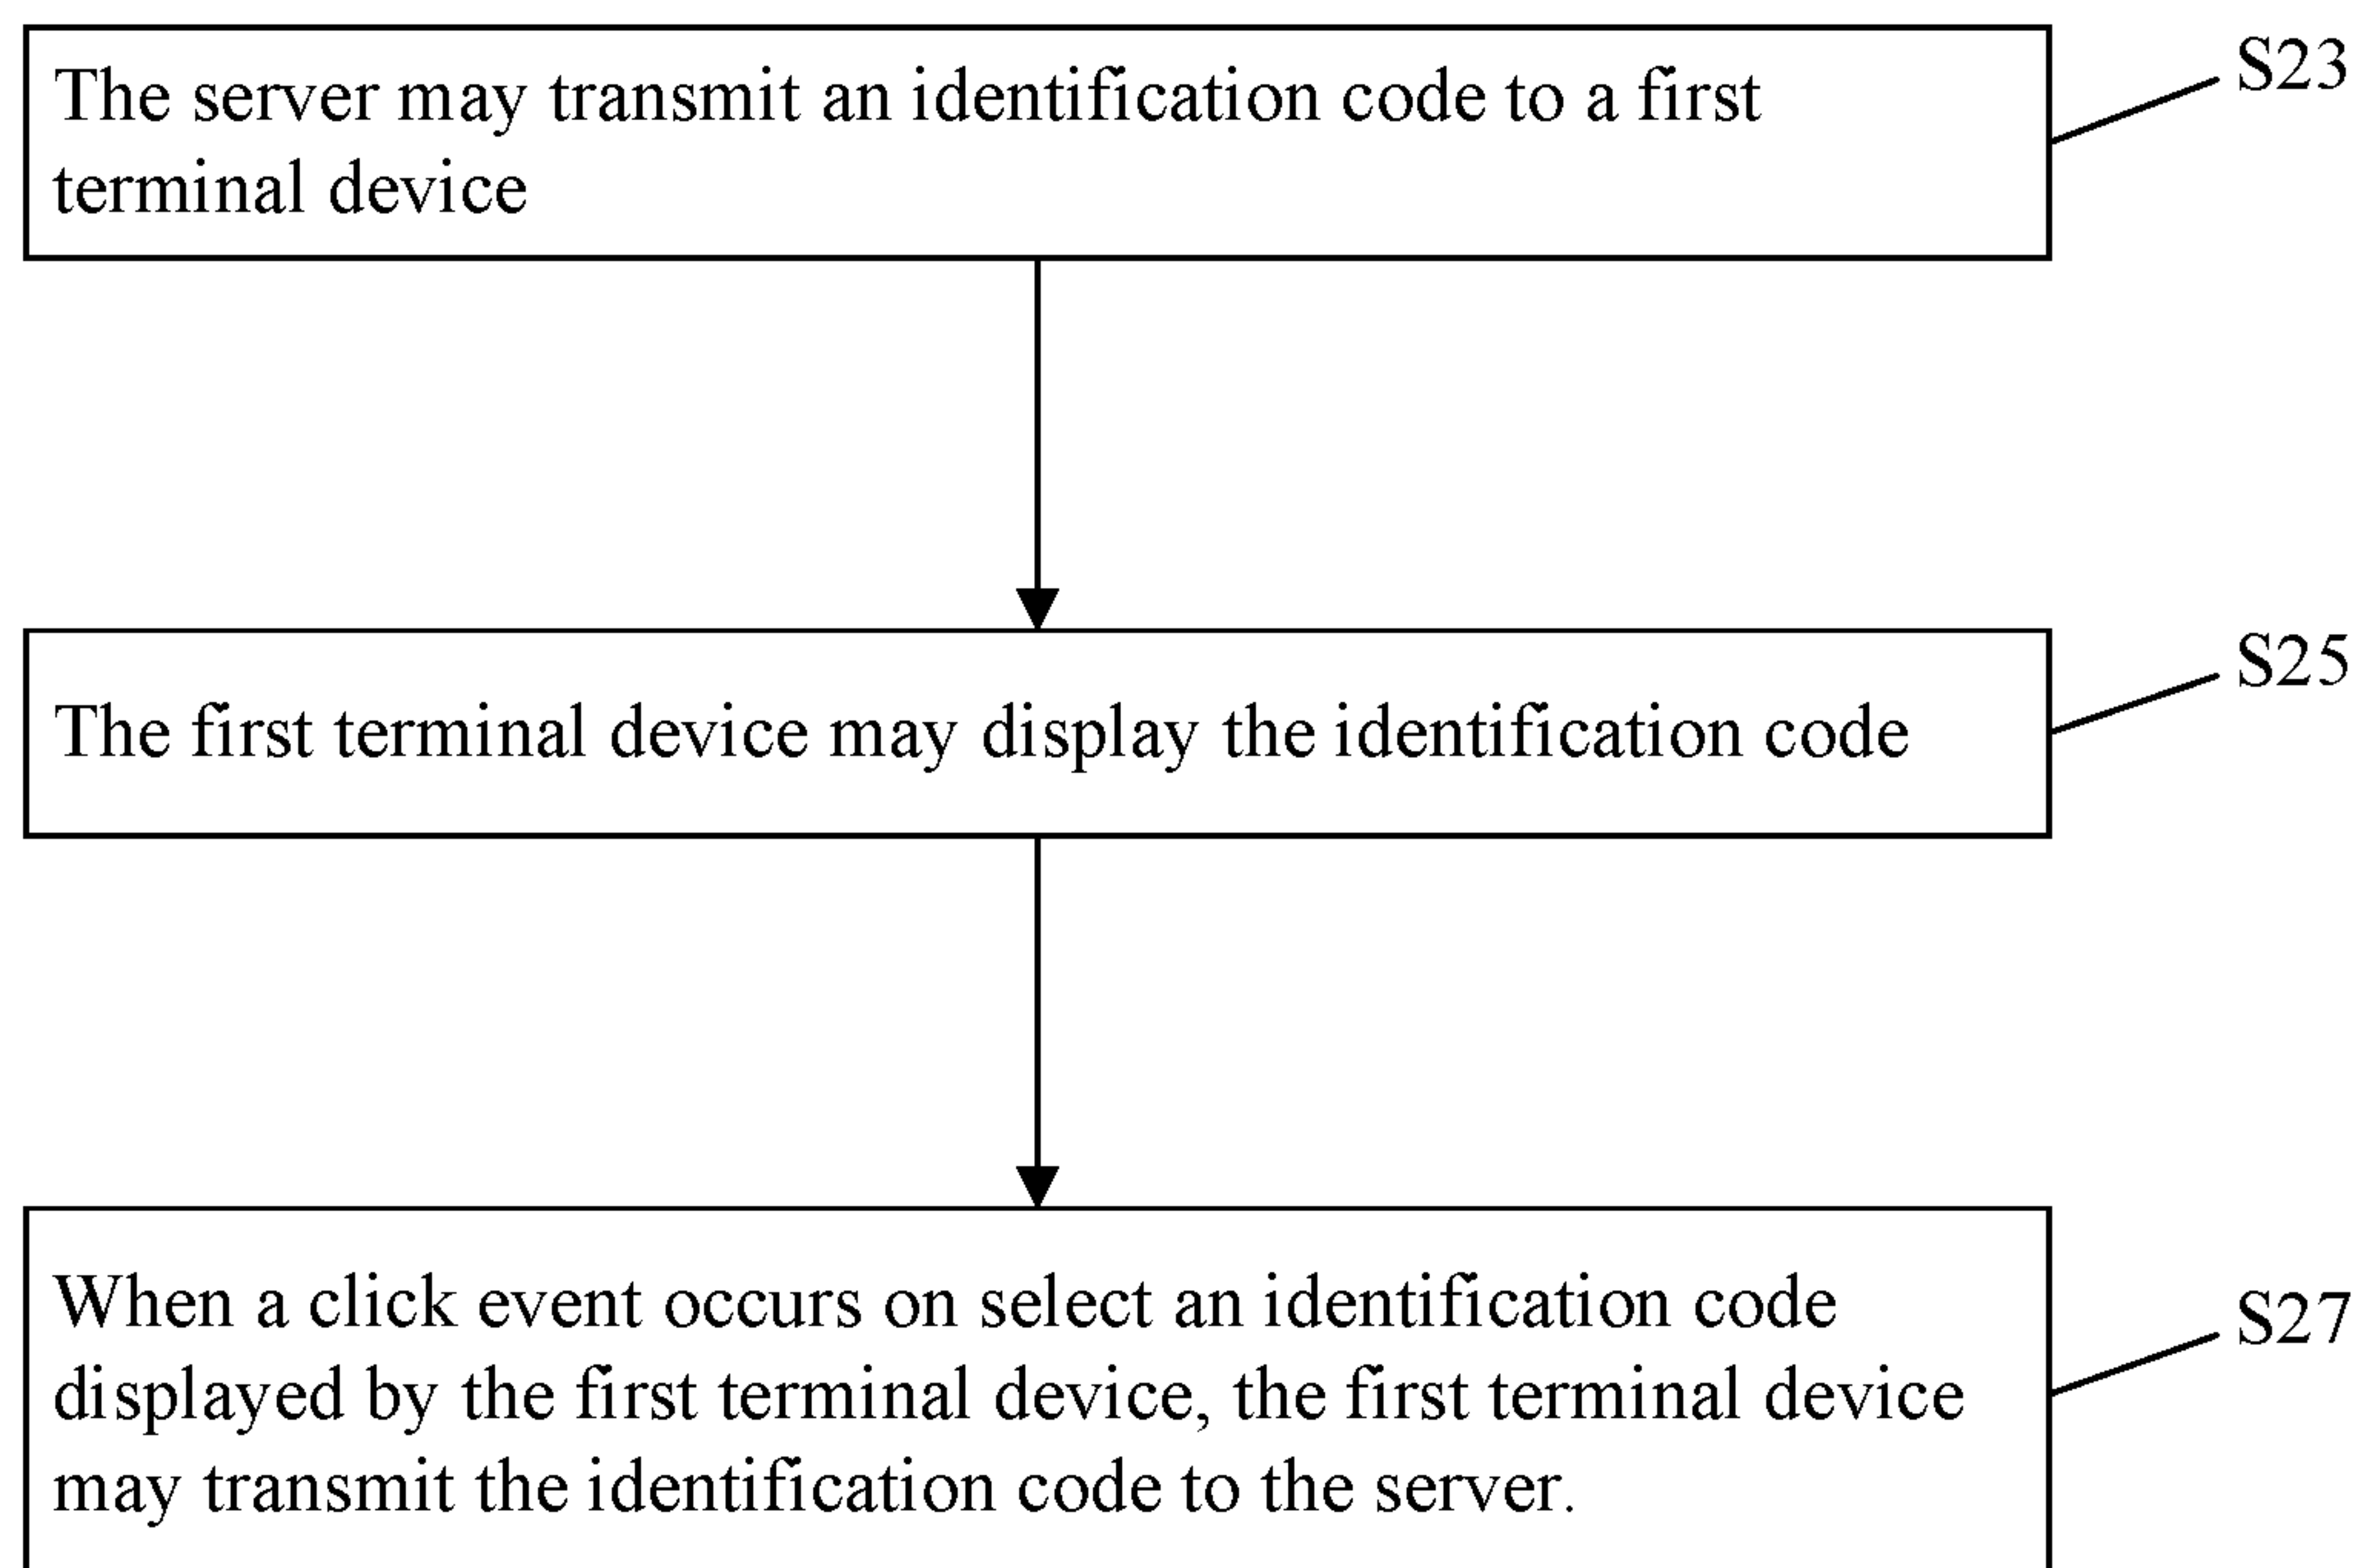 The server may transmit an identification code to a first
terminal device
S23
The first terminal device may display the identification code
S25
When a click event occurs on select an identification code
displayed by the first terminal device, the first terminal device
may transmit the identification code to the server.
S27